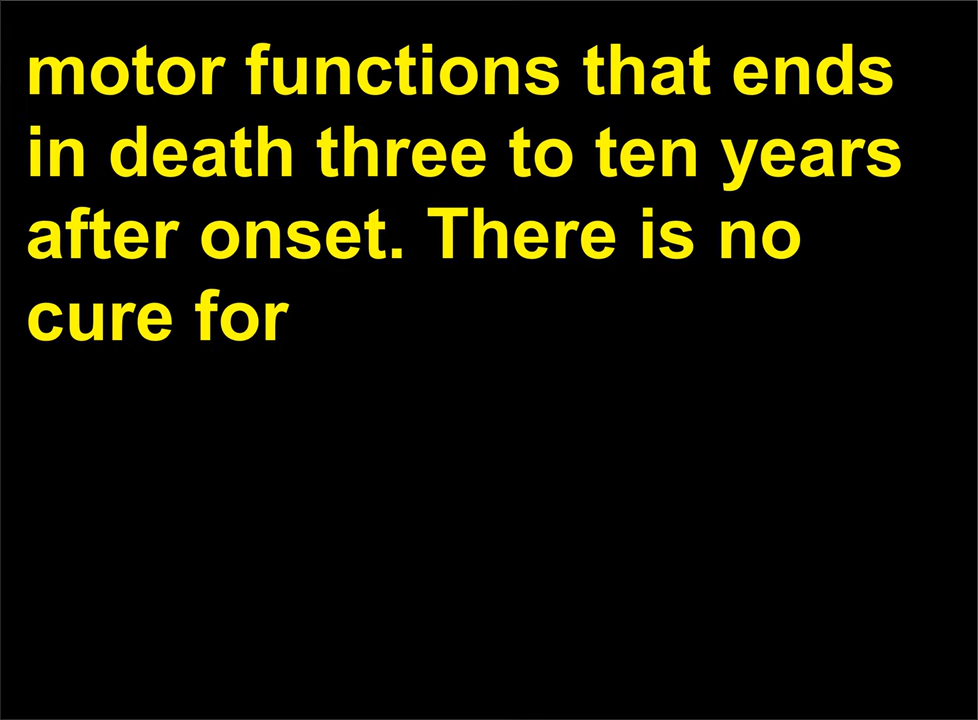 motor functions that ends
in death three to ten years
after onset. There is no
cure for